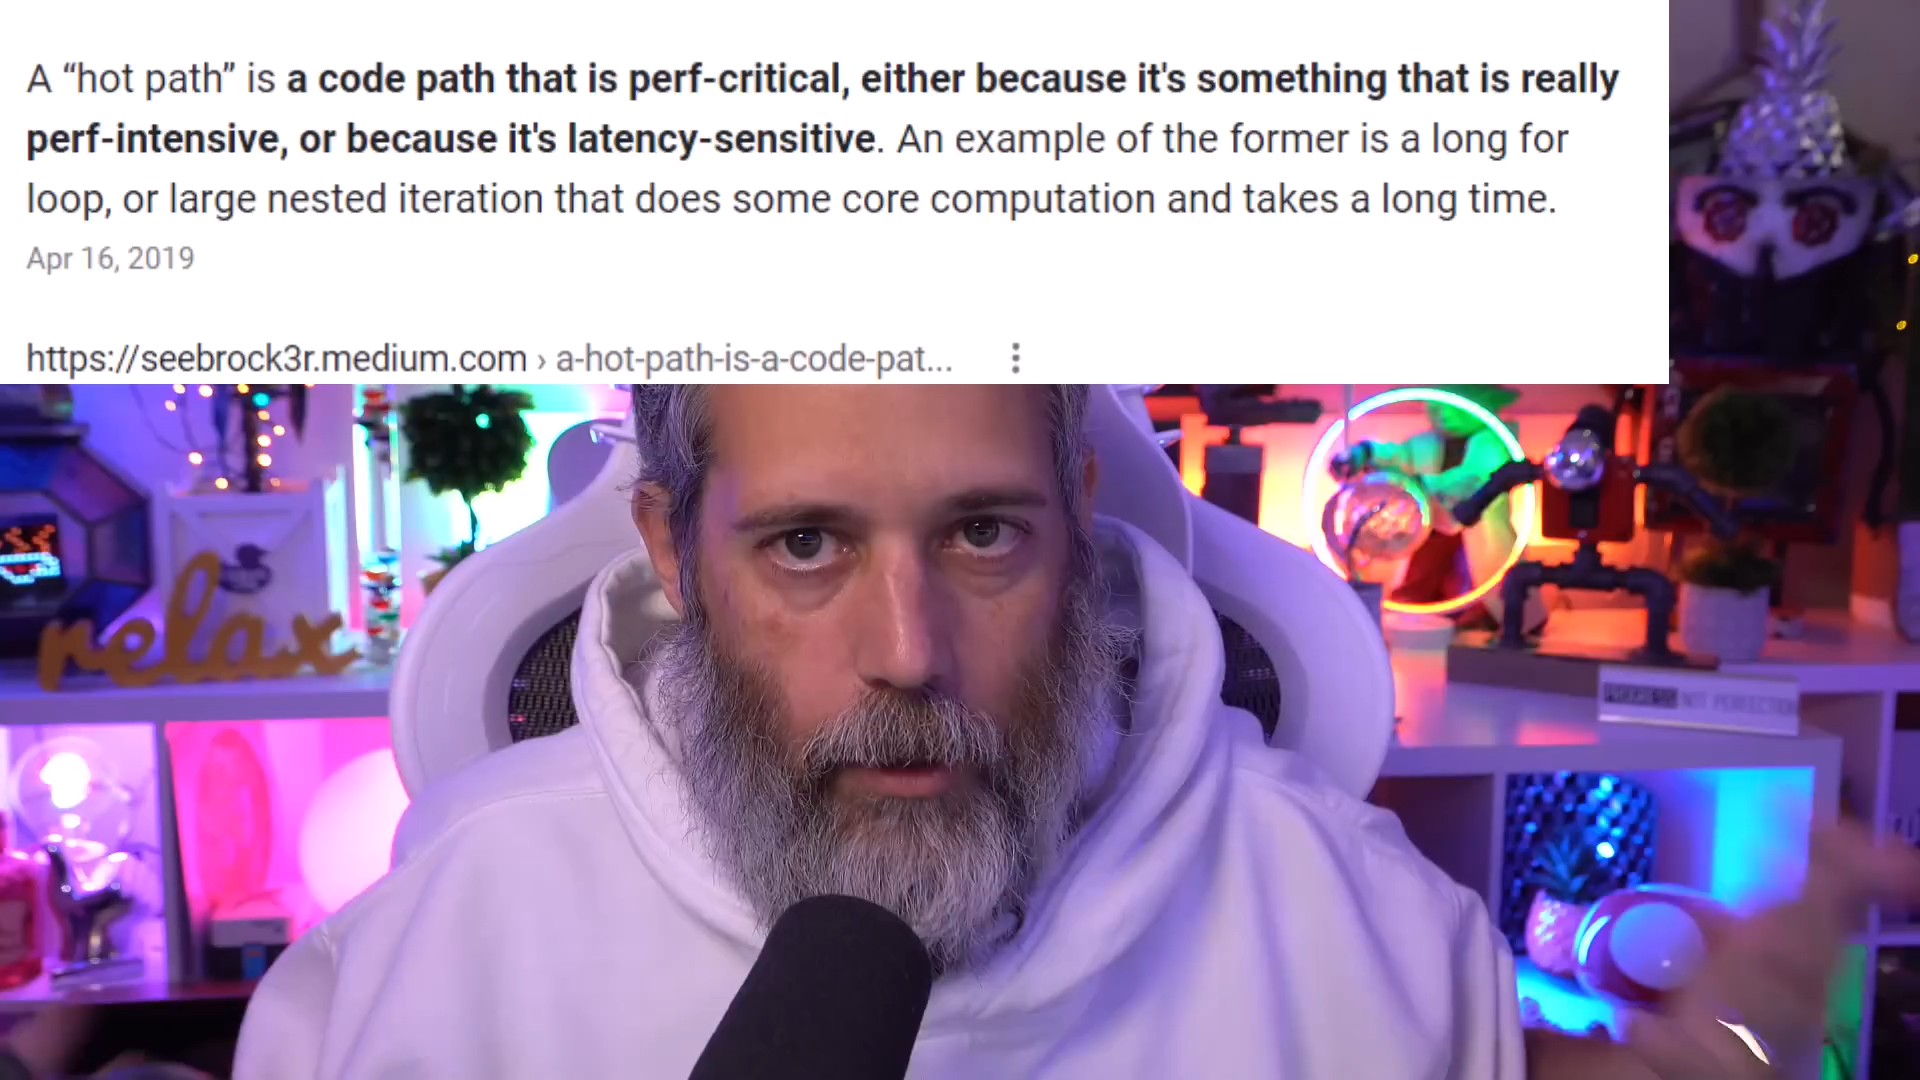 A “hot path” is a code path that is perf-critical, either because it's something that is really
perf-intensive, or because it's latency-sensitive. An example of the former is a long for
loop, or large nested iteration that does some core computation and takes a long time.
Apr 16, 2019
https://seebrock3r.medium.com › a-hot-path-is-a-code-pat...
relax
PROGRESS NOT PERFECTION